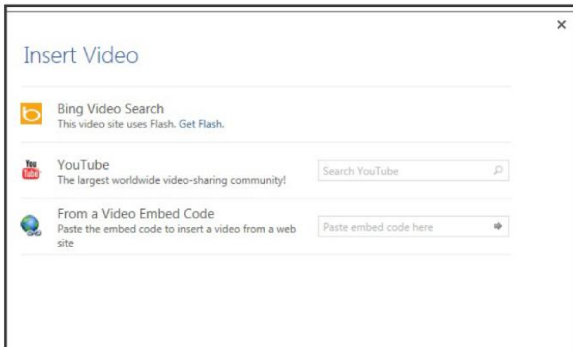 Insert Video
Bing Video Search
This video site uses Flash. Get Flash.
You
Tube
YouTube
The largest worldwide video-sharing community!
Search YouTube
From a Video Embed Code
Paste the embed code to insert a video from a web
site
Paste embed code here